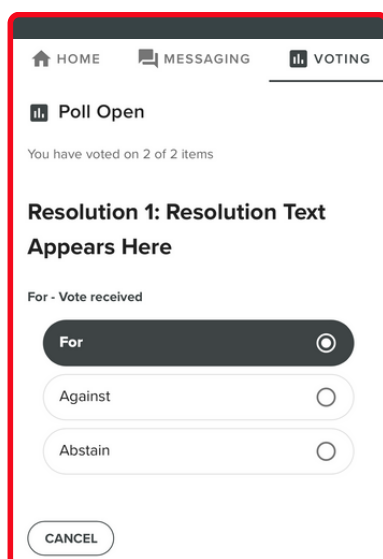 HOME MESSAGING VOTING
Poll Open
You have voted on 2 of 2 items
Resolution 1: Resolution Text
Appears Here
For - Vote received
For
Against
Abstain
CANCEL